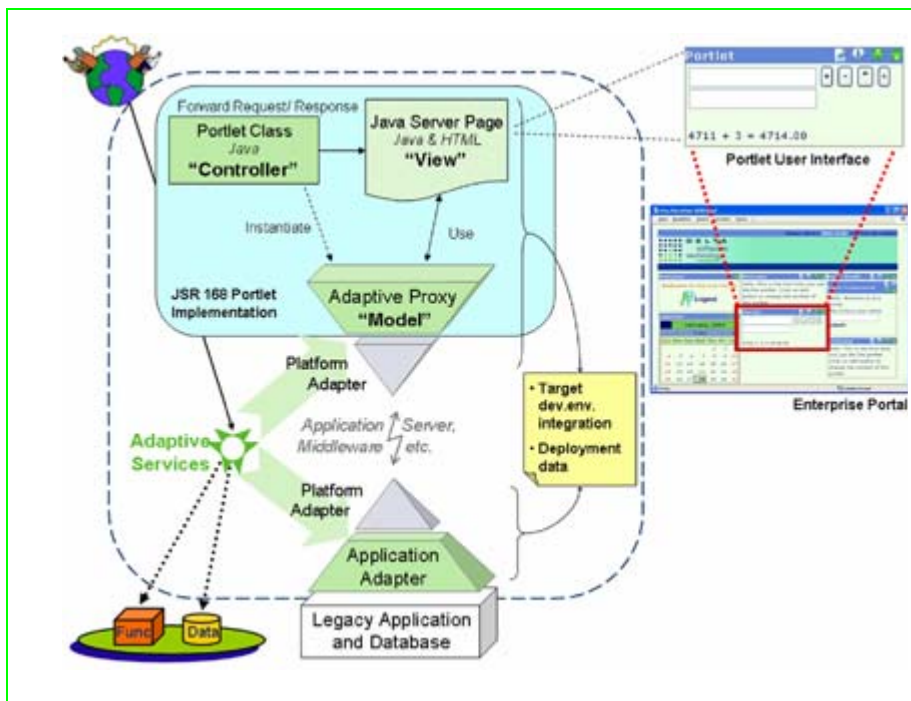 Portlet
+ - * ÷
4711 + 3 = 4714.00
Portlet User Interface
Forward Request/ Response
Portlet Class
Java
“Controller”
Java Server Page
Java & HTML
“View”
Instantiate
Use
JSR 168 Portlet
Implementation
Adaptive Proxy
“Model”
Enterprise Portal
Platform
Adapter
Application Server,
Middleware etc.
• Target
dev.env.
integration
• Deployment
data
Adaptive
Services
Platform
Adapter
Application
Adapter
Legacy Application
and Database
Func
Data